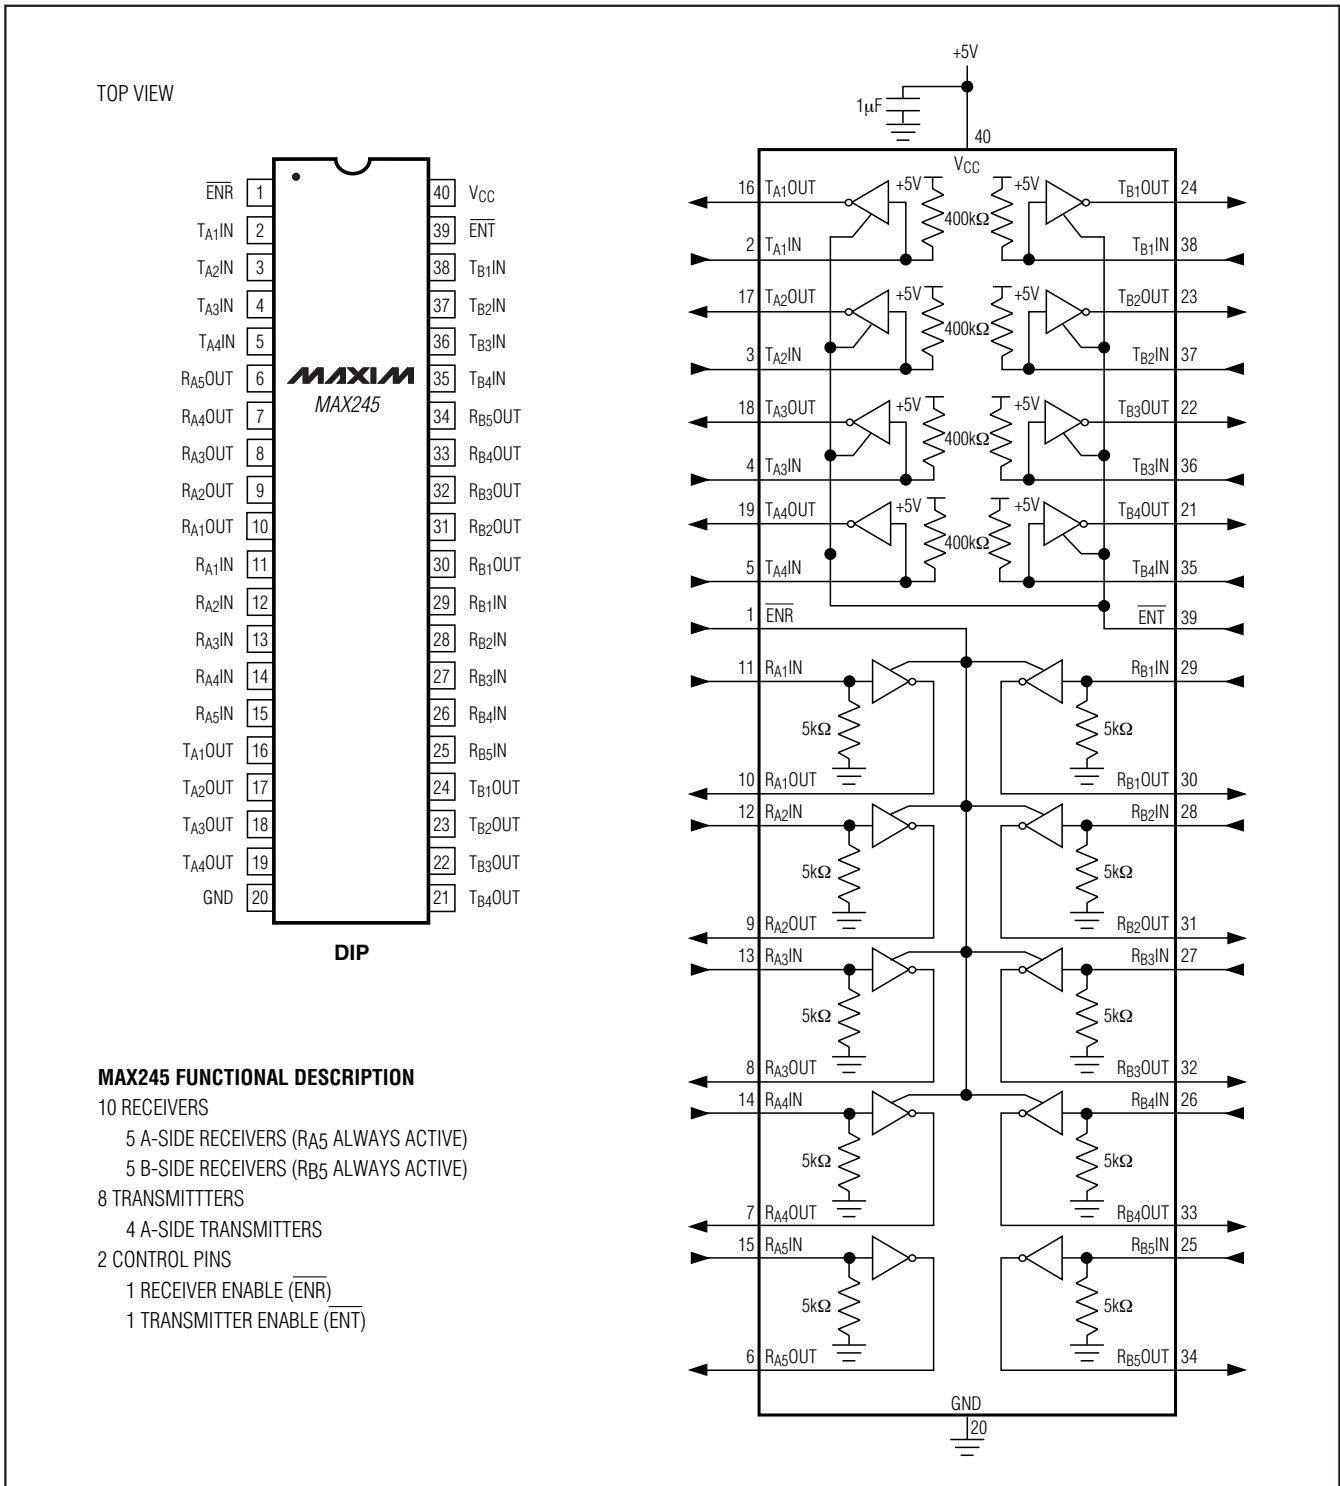 TOP VIEW
ENR 1
TA1IN 2
TA2IN 3
TA3IN 4
TA4IN 5
RA5OUT 6
RA4OUT 7
RA3OUT 8
RA2OUT 9
RA1OUT 10
RA1IN 11
RA2IN 12
RA3IN 13
RA4IN 14
RA5IN 15
TA1OUT 16
TA2OUT 17
TA3OUT 18
TA4OUT 19
GND 20
MAXIM
MAX245
40 VCC
39 ENT
38 TB1IN
37 TB2IN
36 TB3IN
35 TB4IN
34 RB5OUT
33 RB4OUT
32 RB3OUT
31 RB2OUT
30 RB1OUT
29 RB1IN
28 RB2IN
27 RB3IN
26 RB4IN
25 RB5IN
24 TB1OUT
23 TB2OUT
22 TB3OUT
21 TB4OUT
DIP
MAX245 FUNCTIONAL DESCRIPTION
10 RECEIVERS
5 A-SIDE RECEIVERS (RA5 ALWAYS ACTIVE)
5 B-SIDE RECEIVERS (RB5 ALWAYS ACTIVE)
8 TRANSMITTTERS
4 A-SIDE TRANSMITTERS
2 CONTROL PINS
1 RECEIVER ENABLE (ENR)
1 TRANSMITTER ENABLE (ENT)
+5V
1µF
40
VCC
16 TA1OUT +5V +5V TB1OUT 24
400kΩ
2 TA1IN TB1IN 38
17 TA2OUT +5V +5V TB2OUT 23
400kΩ
3 TA2IN TB2IN 37
18 TA3OUT +5V +5V TB3OUT 22
400kΩ
4 TA3IN TB3IN 36
19 TA4OUT +5V +5V TB4OUT 21
400kΩ
5 TA4IN TB4IN 35
1 ENR ENT 39
11 RA1IN RB1IN 29
5kΩ 5kΩ
10 RA1OUT RB1OUT 30
12 RA2IN RB2IN 28
5kΩ 5kΩ
9 RA2OUT RB2OUT 31
13 RA3IN RB3IN 27
5kΩ 5kΩ
8 RA3OUT RB3OUT 32
14 RA4IN RB4IN 26
5kΩ 5kΩ
7 RA4OUT RB4OUT 33
15 RA5IN RB5IN 25
5kΩ 5kΩ
6 RA5OUT RB5OUT 34
GND
20